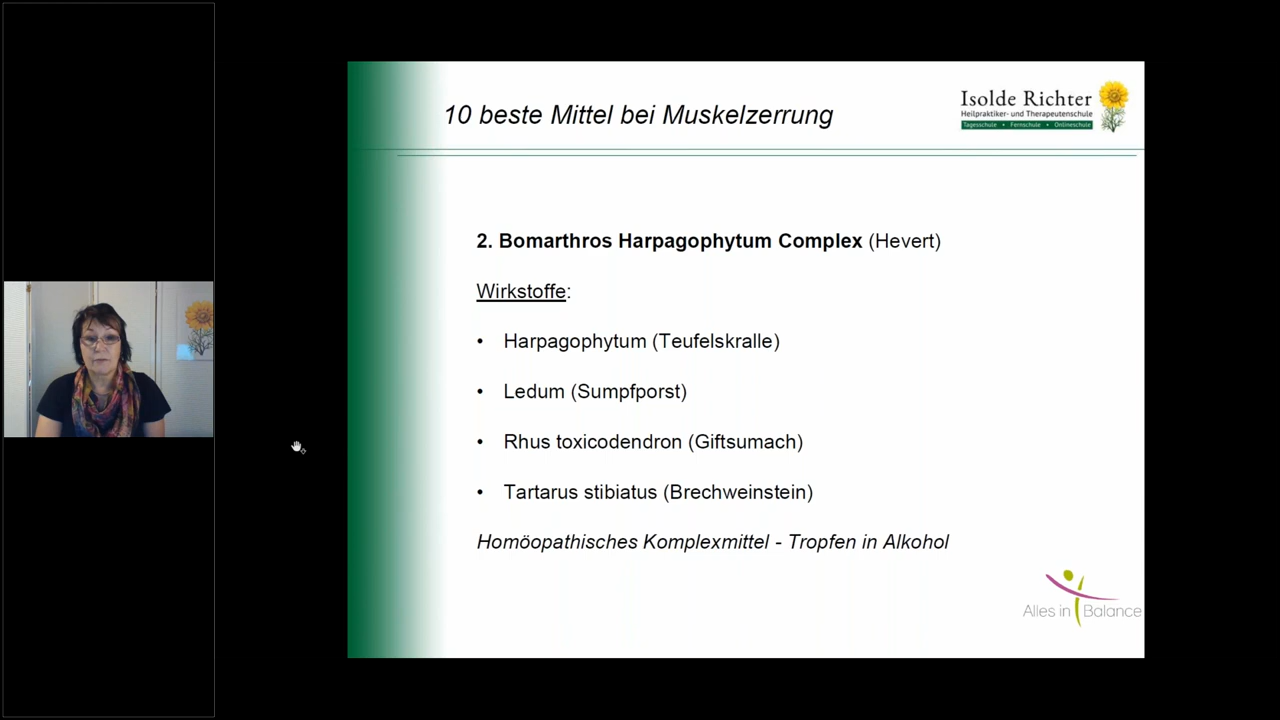 10 beste Mittel bei Muskelzerrung
Isolde Richter
Heilpraktiker- und Therapeutenschule
Tagesschule • Fernschule • Onlineschule
2. Bomarthros Harpagophytum Complex (Hevert)
Wirkstoffe:
• Harpagophytum (Teufelskralle)
• Ledum (Sumpfporst)
• Rhus toxicodendron (Giftsumach)
• Tartarus stibiatus (Brechweinstein)
Homöopathisches Komplexmittel - Tropfen in Alkohol
Alles in Balance